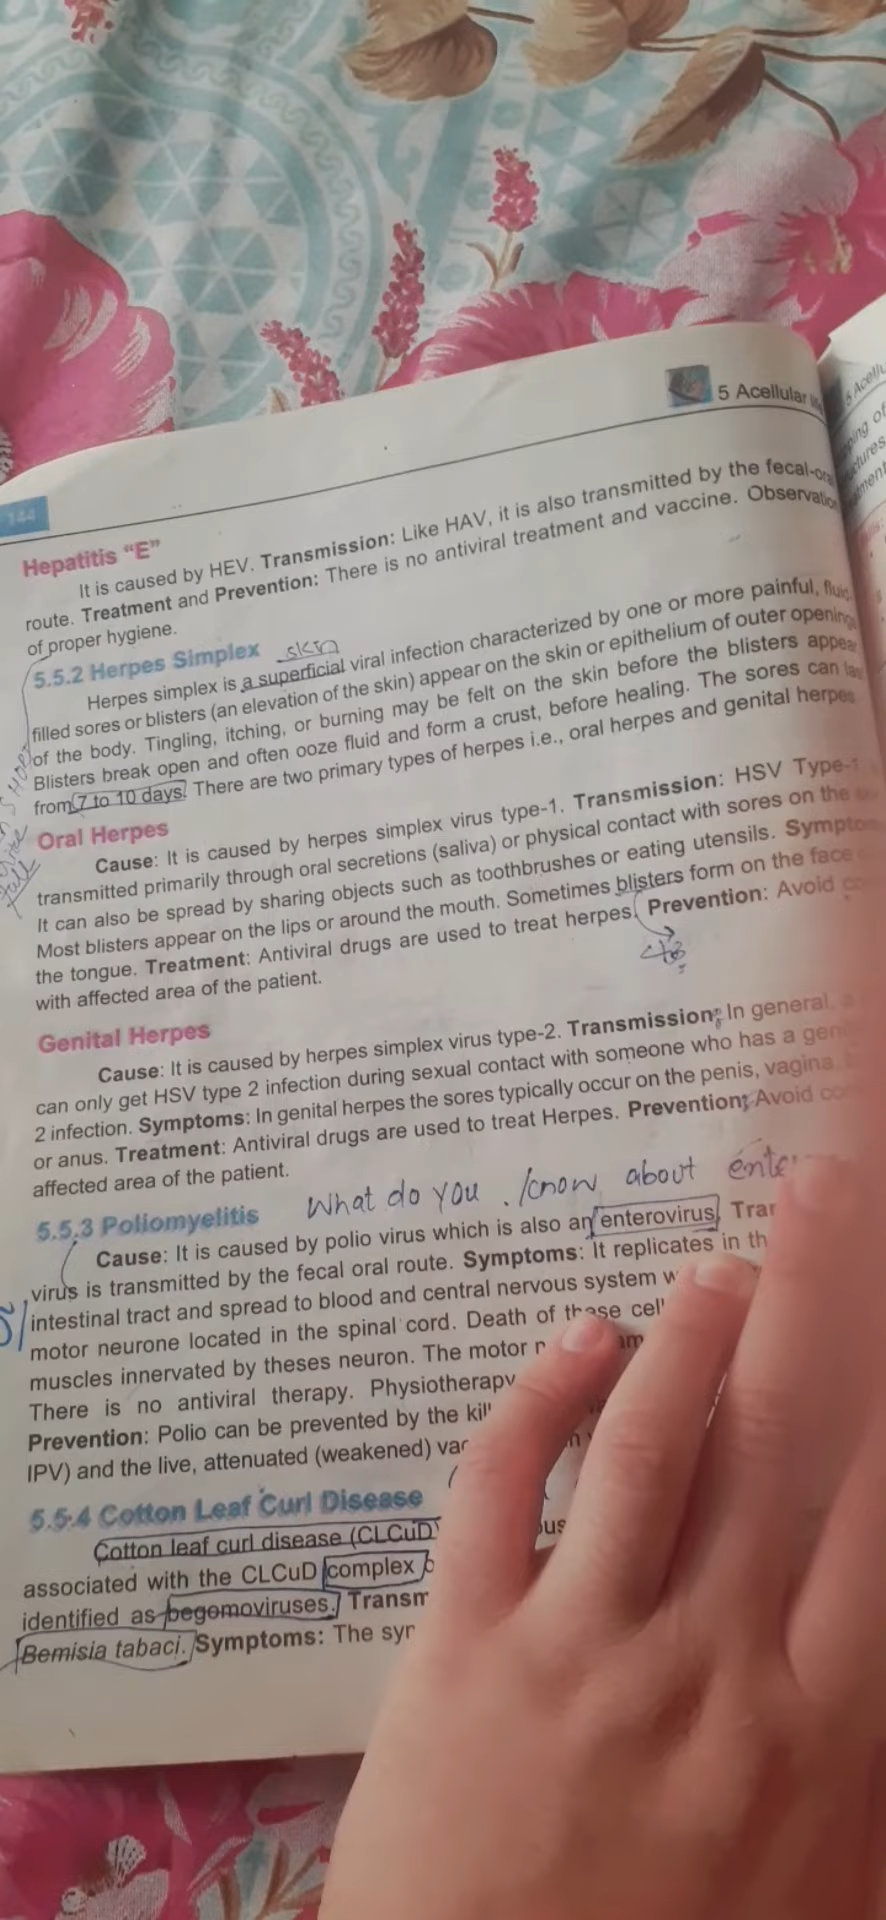 5 Acellular
144
Hepatitis “E”
It is caused by HEV. Transmission: Like HAV, it is also transmitted by the fecal-
route. Treatment and Prevention: There is no antiviral treatment and vaccine. Observatio
of proper hygiene.
5.5.2 Herpes Simplex skin
Herpes simplex is a superficial viral infection characterized by one or more painful, fluid-
filled sores or blisters (an elevation of the skin) appear on the skin or epithelium of outer opening
of the body. Tingling, itching, or burning may be felt on the skin before the blisters appear
Blisters break open and often ooze fluid and form a crust, before healing. The sores can
from 7 to 10 days. There are two primary types of herpes i.e., oral herpes and genital herpes
Oral Herpes
Cause: It is caused by herpes simplex virus type-1. Transmission: HSV Type-1
transmitted primarily through oral secretions (saliva) or physical contact with sores on the
It can also be spread by sharing objects such as toothbrushes or eating utensils. Sympto
Most blisters appear on the lips or around the mouth. Sometimes blisters form on the face
the tongue. Treatment: Antiviral drugs are used to treat herpes. Prevention: Avoid
with affected area of the patient.
Genital Herpes
Cause: It is caused by herpes simplex virus type-2. Transmission: In general,
can only get HSV type 2 infection during sexual contact with someone who has a
2 infection. Symptoms: In genital herpes the sores typically occur on the penis, vagina,
or anus. Treatment: Antiviral drugs are used to treat Herpes. Prevention: Avoid
affected area of the patient.
What do you know about ente
5.5.3 Poliomyelitis
Cause: It is caused by polio virus which is also an enterovirus. Tran
virus is transmitted by the fecal oral route. Symptoms: It replicates in th
intestinal tract and spread to blood and central nervous system w
motor neurone located in the spinal cord. Death of these cell
muscles innervated by theses neuron. The motor n
There is no antiviral therapy. Physiotherapy
Prevention: Polio can be prevented by the kill
IPV) and the live, attenuated (weakened) vac
5.5.4 Cotton Leaf Curl Disease
Cotton leaf curl disease (CLCuD)
associated with the CLCuD complex
identified as begomoviruses. Transm
Bemisia tabaci. Symptoms: The syr